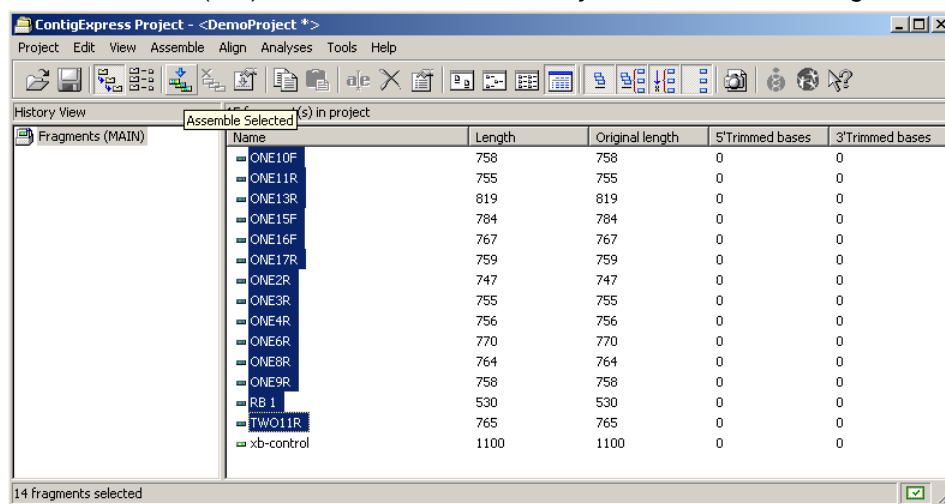 ContigExpress Project - <DemoProject *>
Project Edit View Assemble Align Analyses Tools Help
History View (s) in project
Assemble Selected
Fragments (MAIN)
Name Length Original length 5'Trimmed bases 3'Trimmed bases
ONE10F 758 758 0 0
ONE11R 755 755 0 0
ONE13R 819 819 0 0
ONE15F 784 784 0 0
ONE16F 767 767 0 0
ONE17R 759 759 0 0
ONE2R 747 747 0 0
ONE3R 755 755 0 0
ONE4R 756 756 0 0
ONE6R 770 770 0 0
ONE8R 764 764 0 0
ONE9R 758 758 0 0
RB 1 530 530 0 0
TWO11R 765 765 0 0
xb-control 1100 1100 0 0
14 fragments selected